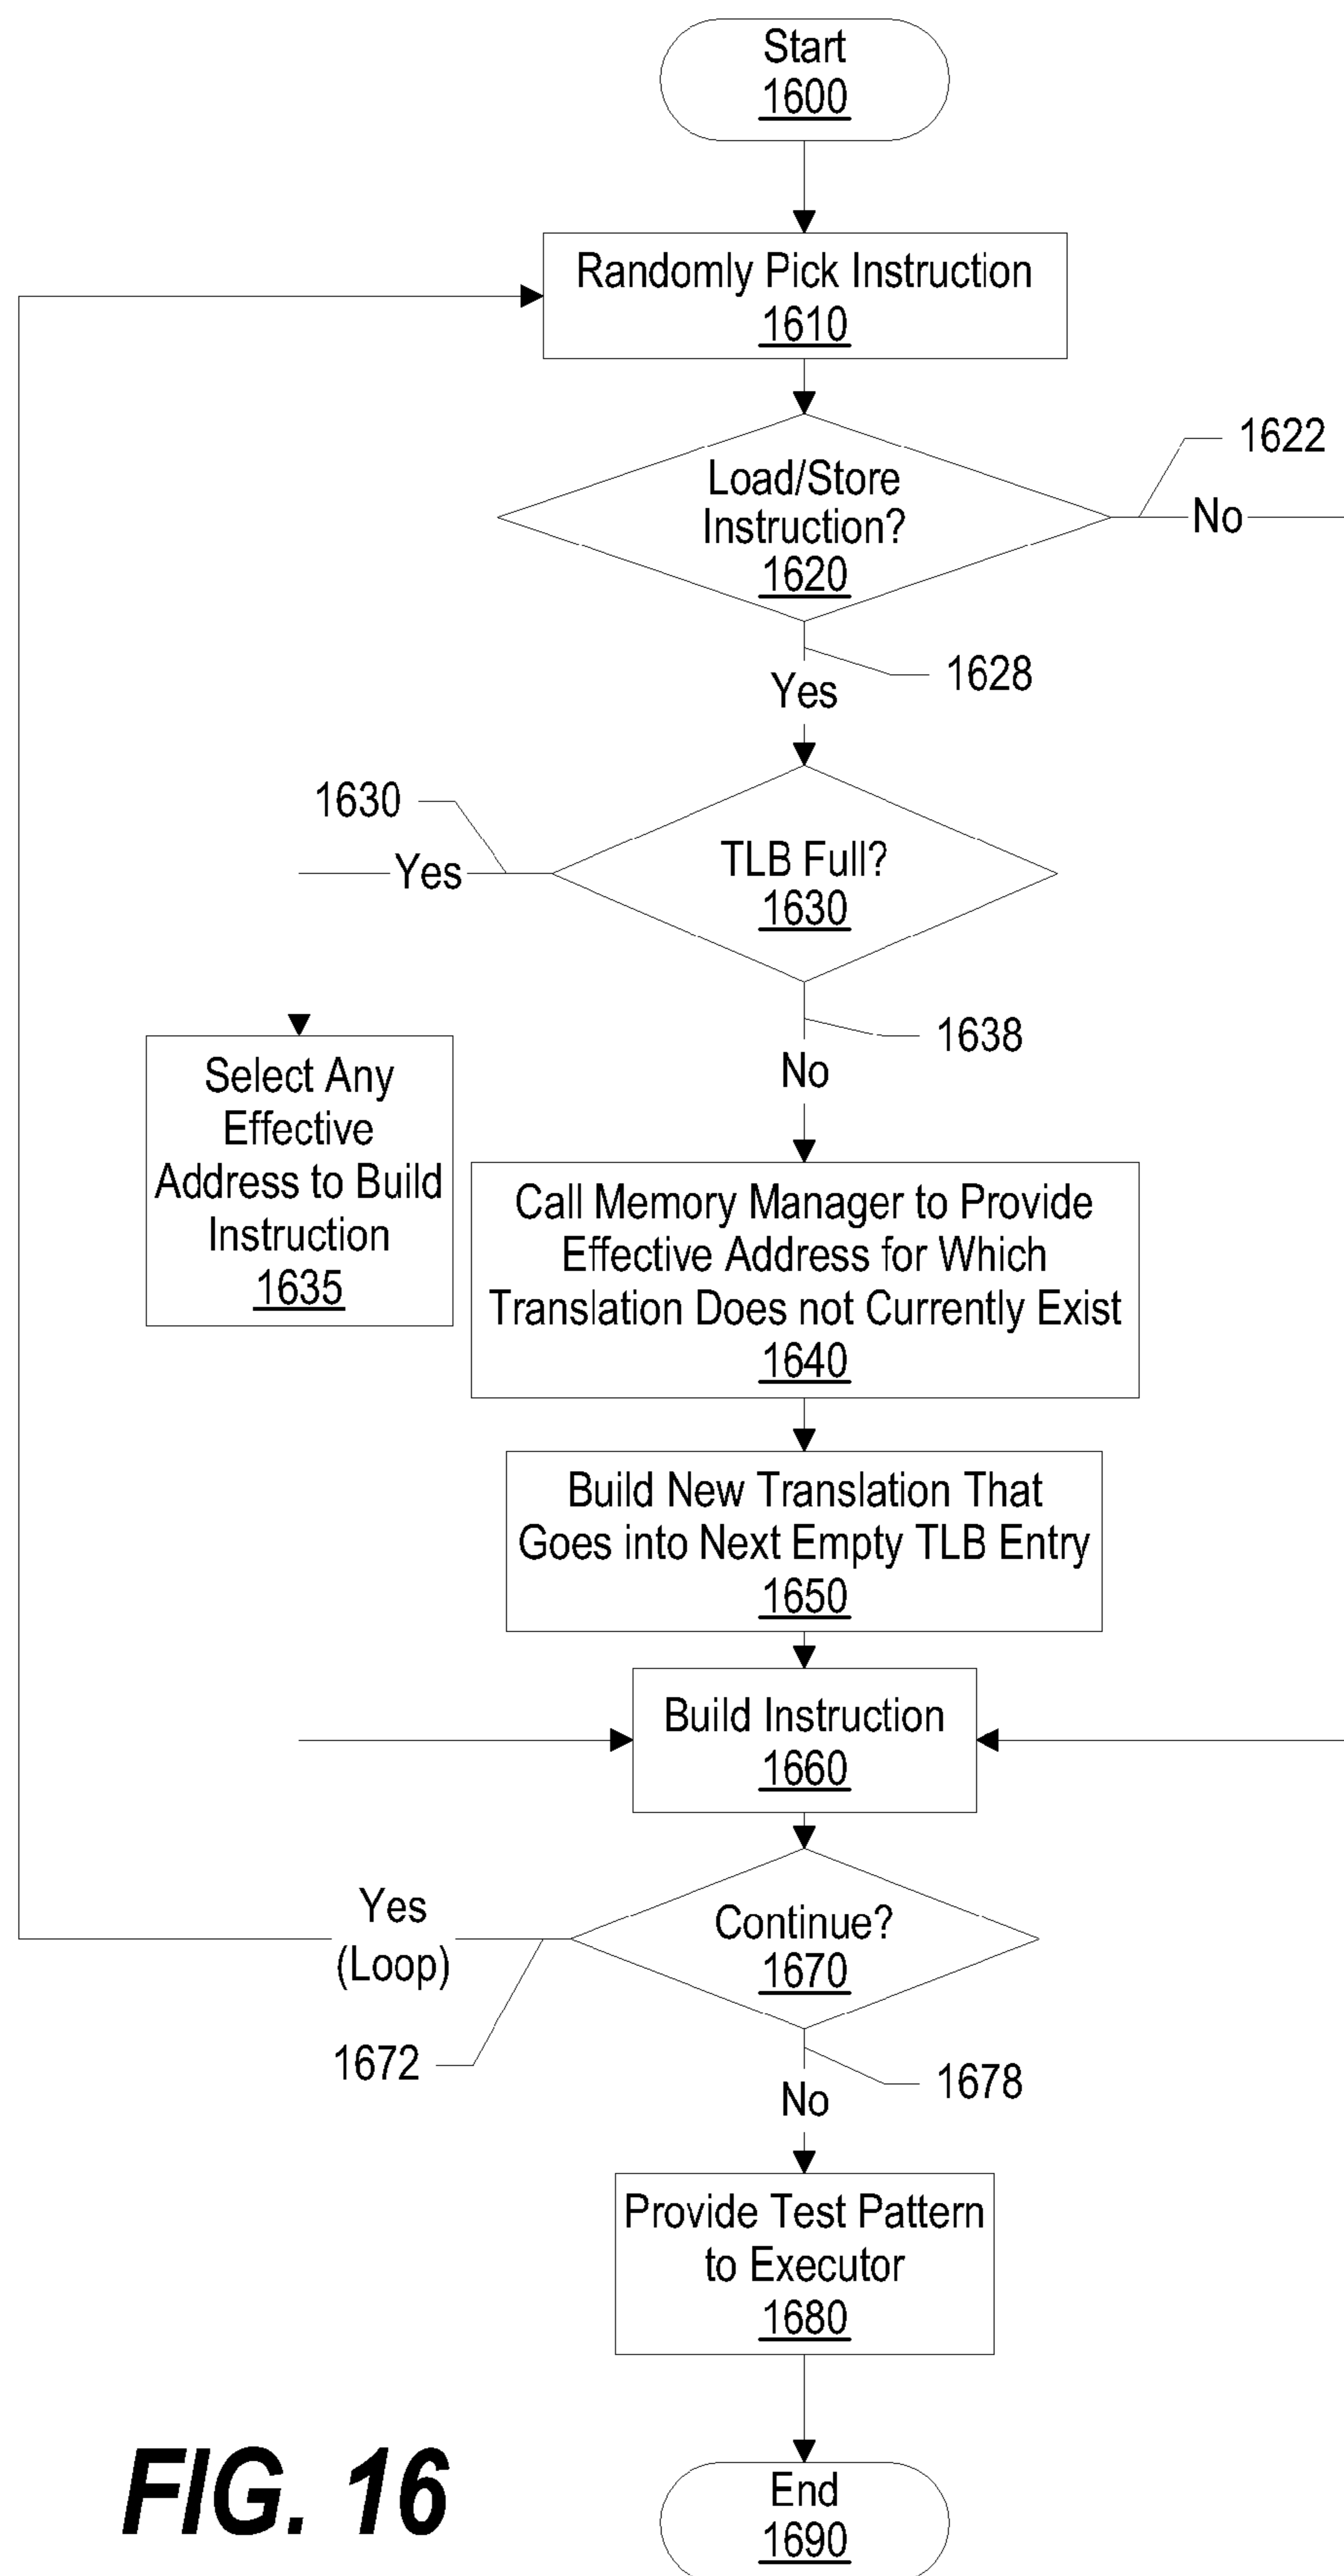 Start
1600
Randomly Pick Instruction
1610
1622
Load/Store
Instruction?
1620
No
1628
Yes
1630
Yes
TLB Full?
1630
1638
No
Select Any
Effective
Address to Build
Instruction
1635
Call Memory Manager to Provide
Effective Address for Which
Translation Does not Currently Exist
1640
Build New Translation That
Goes into Next Empty TLB Entry
1650
Build Instruction
1660
Yes
(Loop)
Continue?
1670
1672
1678
No
Provide Test Pattern
to Executor
1680
FIG. 16
End
1690